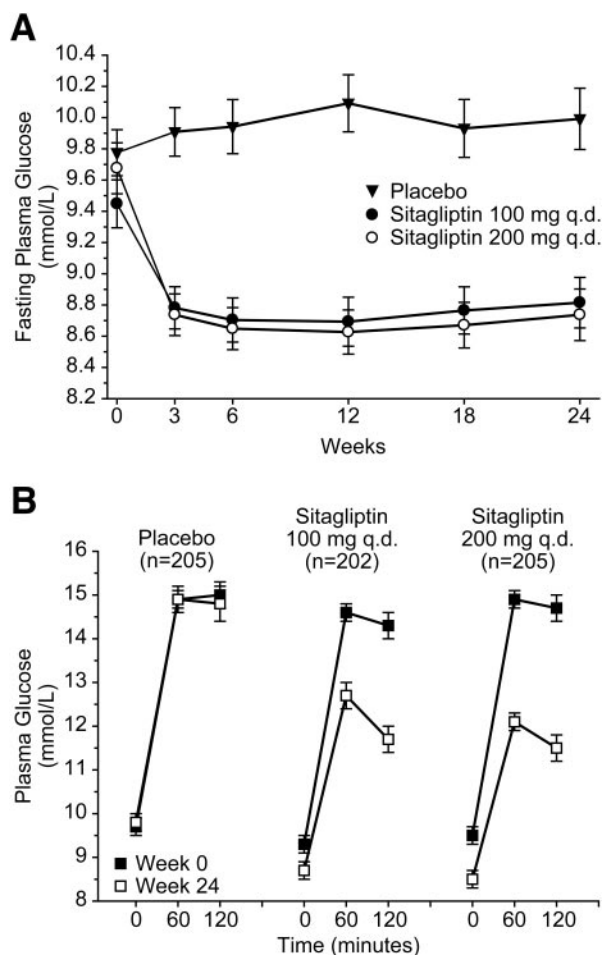 A
10.4
10.2
10.0
9.8
9.6
9.4
9.2
9.0
8.8
8.6
8.4
8.2
Fasting Plasma Glucose
(mmol/L)
Placebo
Sitagliptin 100 mg q.d.
Sitagliptin 200 mg q.d.
0 3 6 12 18 24
Weeks
B
Placebo
(n=205)
Sitagliptin
100 mg q.d.
(n=202)
Sitagliptin
200 mg q.d.
(n=205)
16
15
14
13
12
11
10
9
8
Plasma Glucose
(mmol/L)
Week 0
Week 24
0 60 120 0 60 120 0 60 120
Time (minutes)